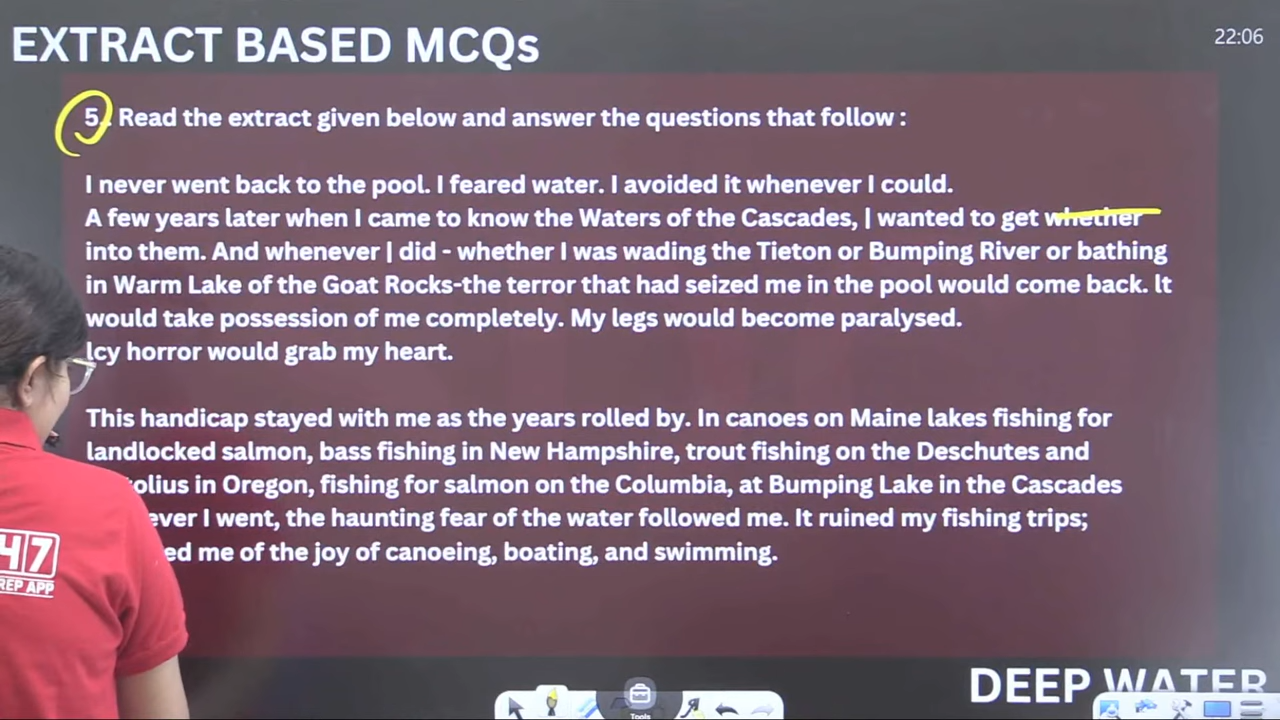 EXTRACT BASED MCQs
22:06
5. Read the extract given below and answer the questions that follow :
I never went back to the pool. I feared water. I avoided it whenever I could.
A few years later when I came to know the Waters of the Cascades, I wanted to get whether
into them. And whenever I did - whether I was wading the Tieton or Bumping River or bathing
in Warm Lake of the Goat Rocks-the terror that had seized me in the pool would come back. It
would take possession of me completely. My legs would become paralysed.
Icy horror would grab my heart.
This handicap stayed with me as the years rolled by. In canoes on Maine lakes fishing for
landlocked salmon, bass fishing in New Hampshire, trout fishing on the Deschutes and
in Oregon, fishing for salmon on the Columbia, at Bumping Lake in the Cascades
I went, the haunting fear of the water followed me. It ruined my fishing trips;
me of the joy of canoeing, boating, and swimming.
47
REP APP
DEEP WATER
Tools